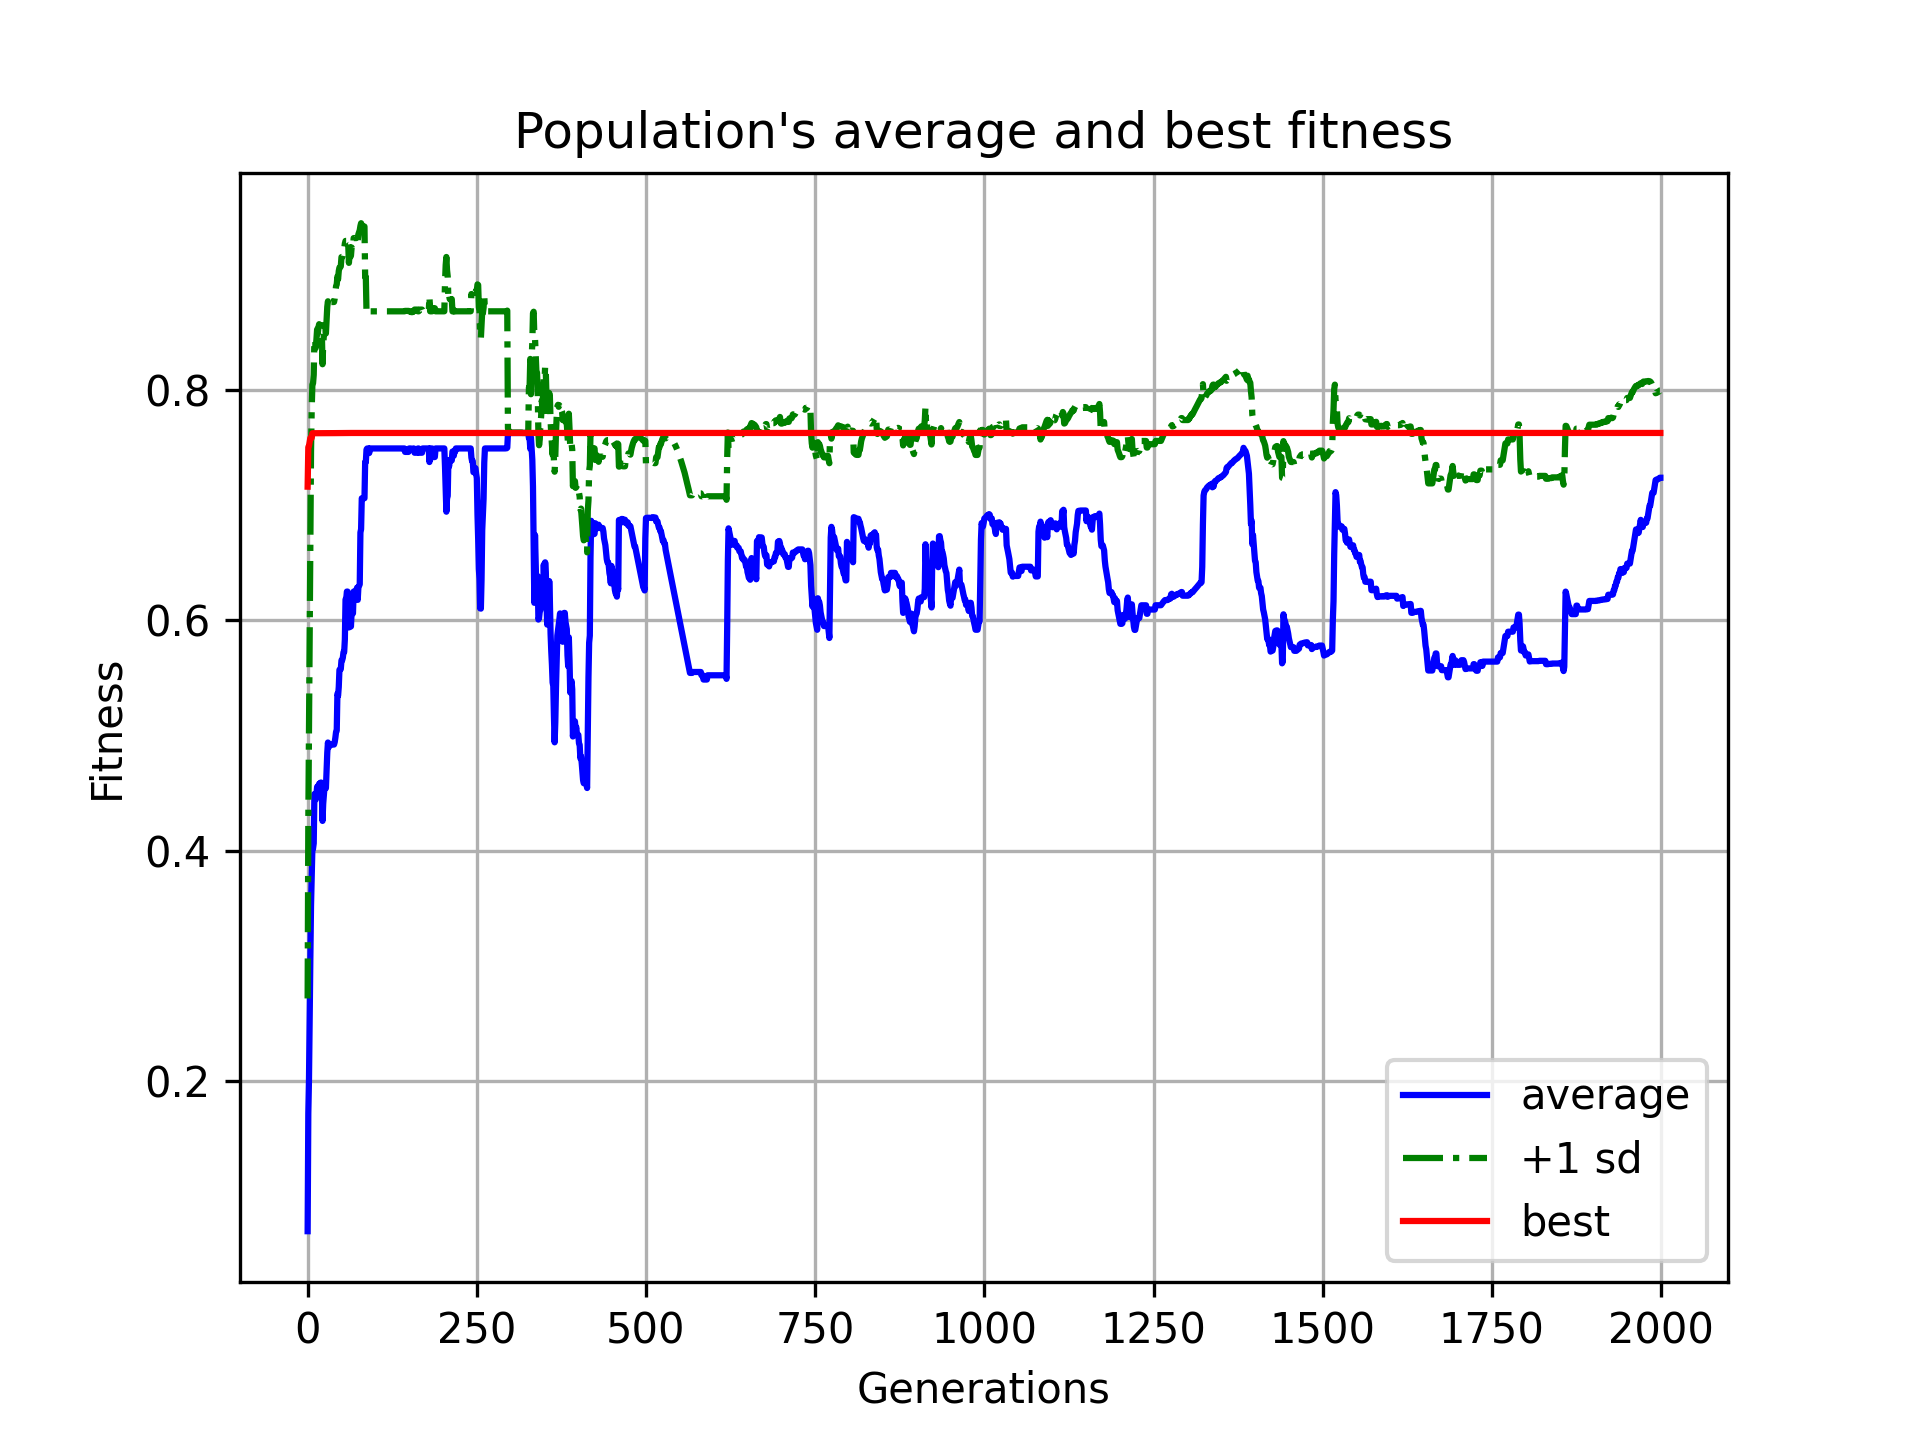 Population's average and best fitness
Fitness
0.8
0.6
0.4
0.2
0 250 500 750 1000 1250 1500 1750 2000
Generations
average
+1 sd
best